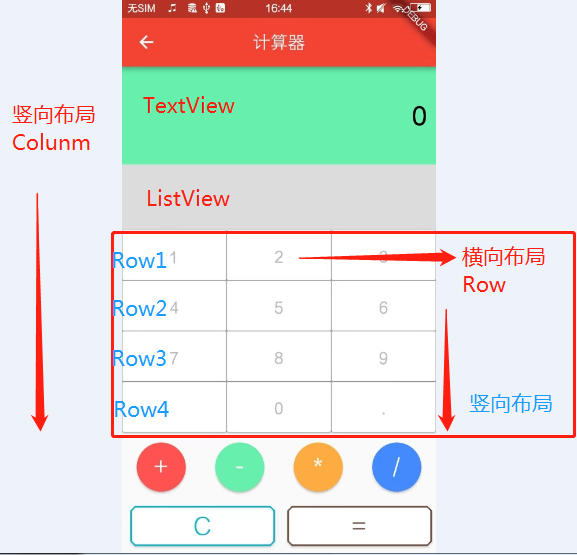 无SIM 16:44
DEBUG
计算器
竖向布局
Colunm
TextView
0
ListView
Row1 1 2 3
横向布局
Row
Row2 4 5 6
Row3 7 8 9
Row4 0 .
竖向布局
+ - * /
C =